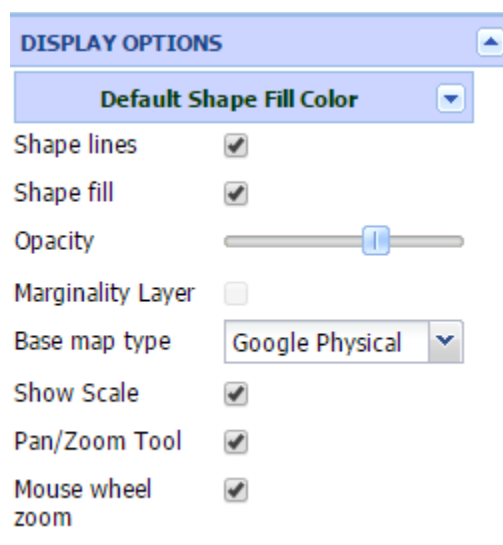 DISPLAY OPTIONS
Default Shape Fill Color
Shape lines
Shape fill
Opacity
Marginality Layer
Base map type Google Physical
Show Scale
Pan/Zoom Tool
Mouse wheel
zoom